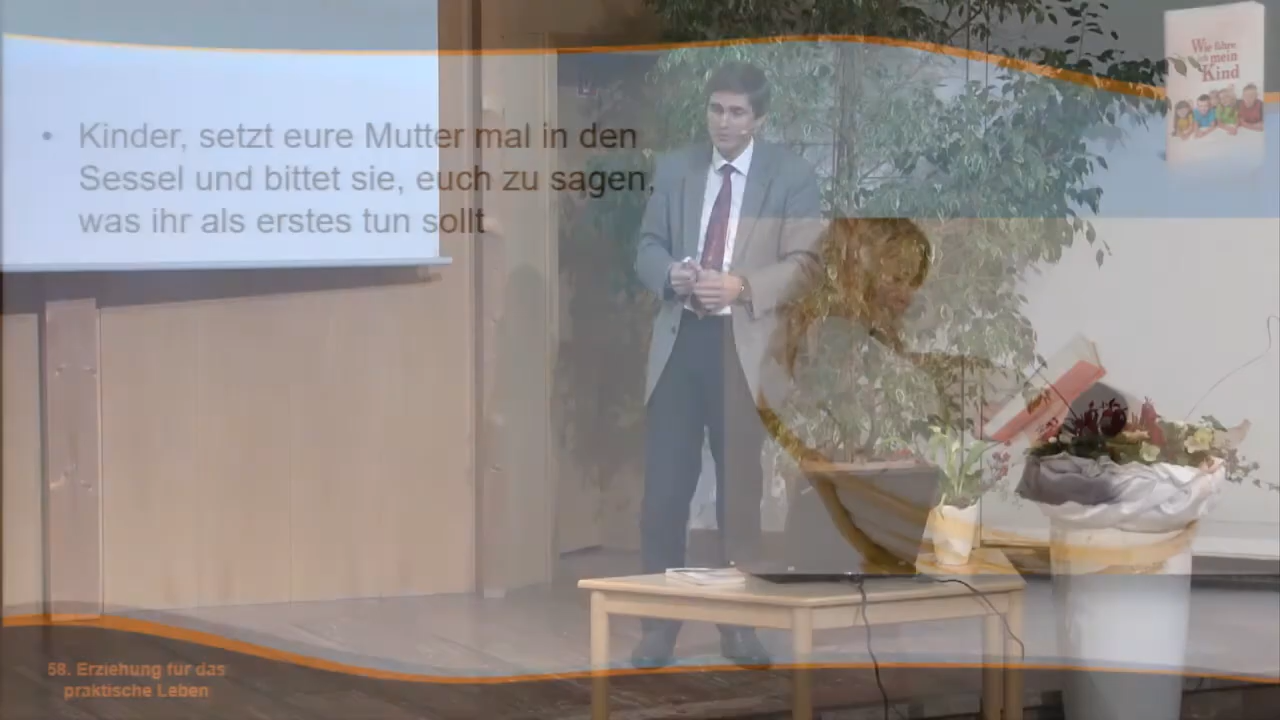 Wie führe
ich mein
Kind
• Kinder, setzt eure Mutter mal in den
Sessel und bittet sie, euch zu sagen,
was ihr als erstes tun sollt
58. Erziehung für das
praktische Leben